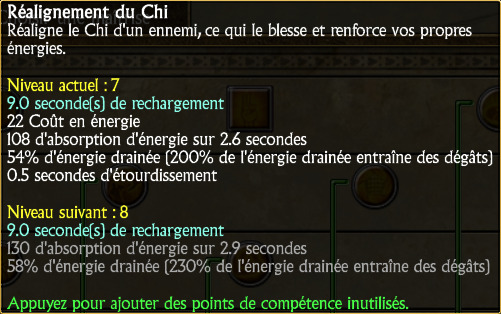 Réalignement du Chi
Réaligne le Chi d'un ennemi, ce qui le blesse et renforce vos propres
énergies.
Niveau actuel : 7
9.0 seconde(s) de rechargement
22 Coût en énergie
108 d'absorption d'énergie sur 2.6 secondes
54% d'énergie drainée (200% de l'énergie drainée entraîne des dégâts)
0.5 secondes d'étourdissement
Niveau suivant : 8
9.0 seconde(s) de rechargement
130 d'absorption d'énergie sur 2.9 secondes
58% d'énergie drainée (230% de l'énergie drainée entraîne des dégâts)
Appuyez pour ajouter des points de compétence inutilisés.